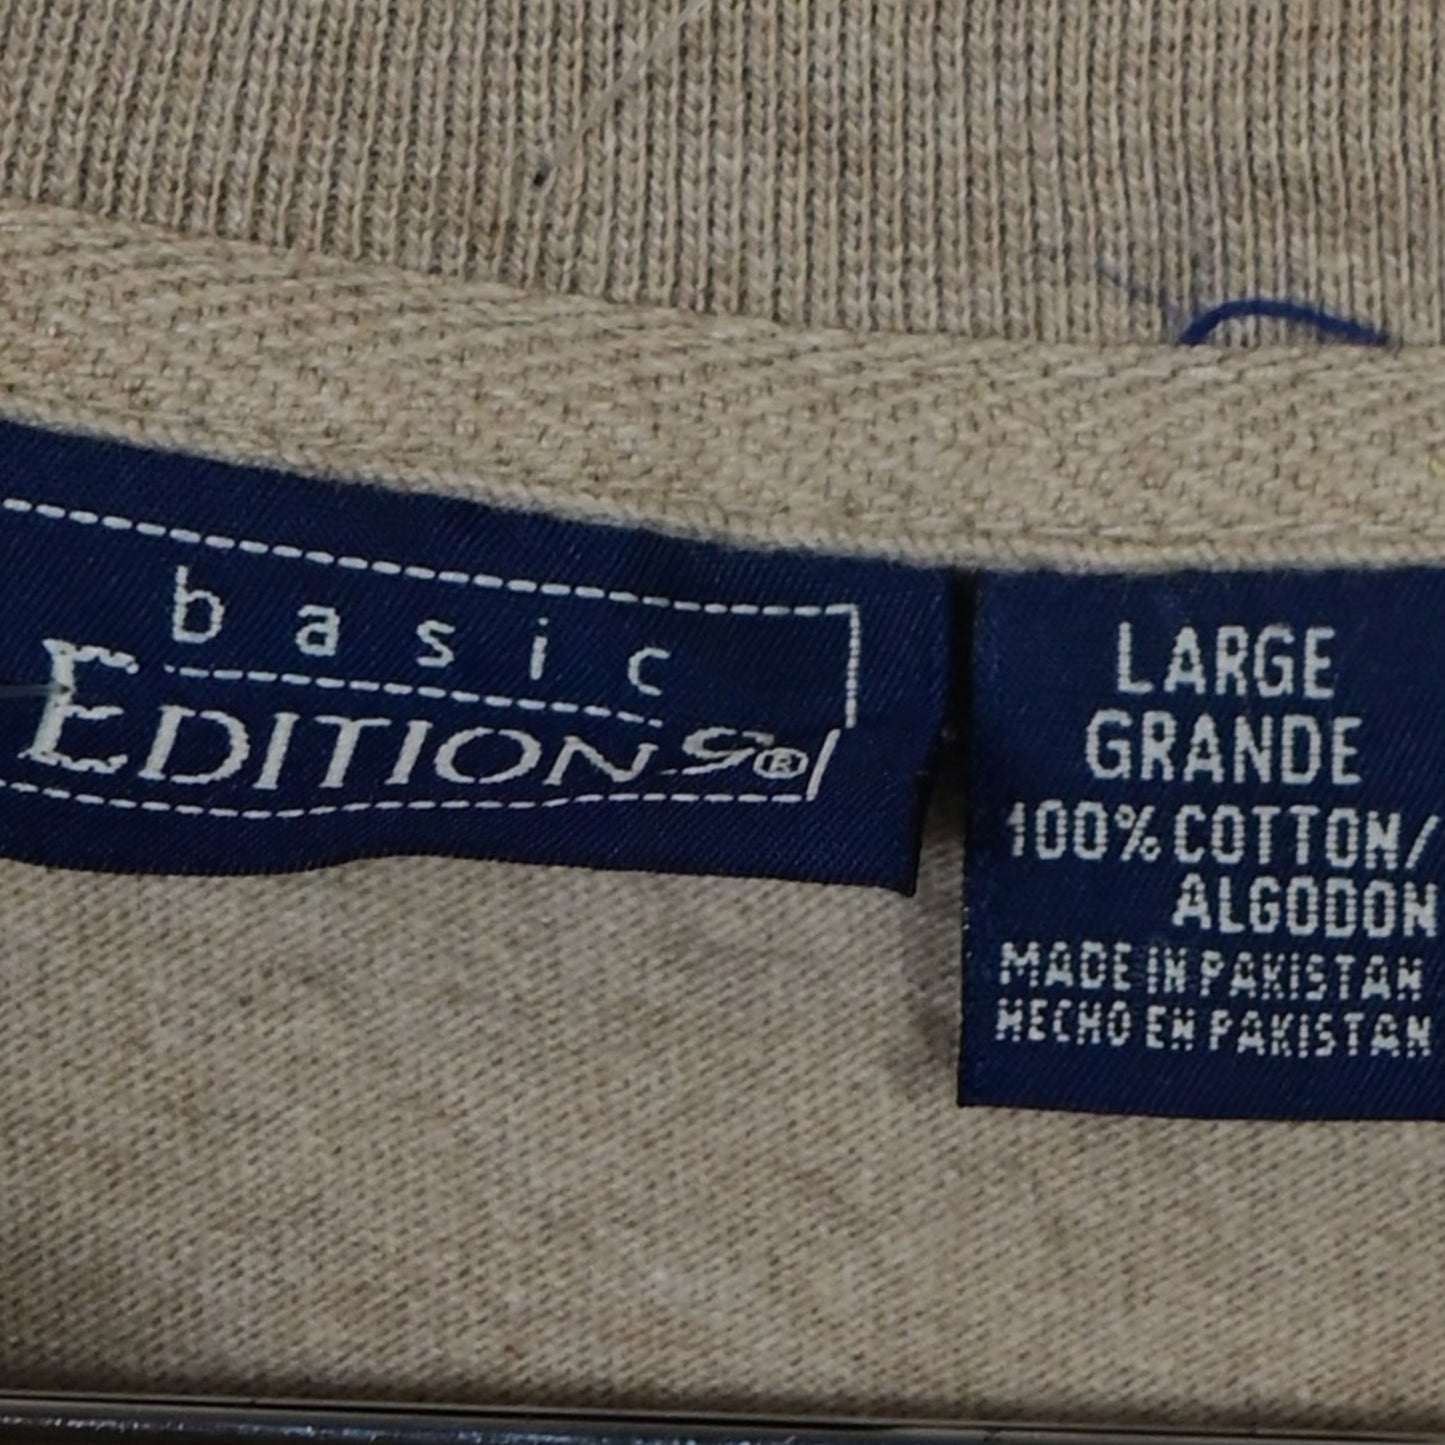 basic
EDITIONS®
LARGE
GRANDE
100% COTTON/
ALGODON
MADE IN PAKISTAN
HECHO EN PAKISTAN